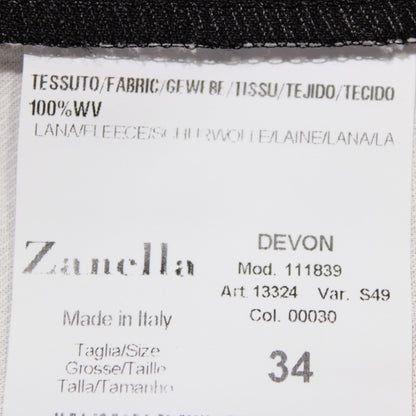 TESSUTO/FABRIC/GEWEBE/TISSU/TEJIDO/TECIDO
100%WV
LANA/FLEECE/SCHURWOLLE/LAINE/LANA/LA
Zanella
DEVON
Mod. 111839
Art. 13324 Var. S49
Col. 00030
Made in Italy
Taglia/Size
Grosse/Taille
Talla/Tamanho
34